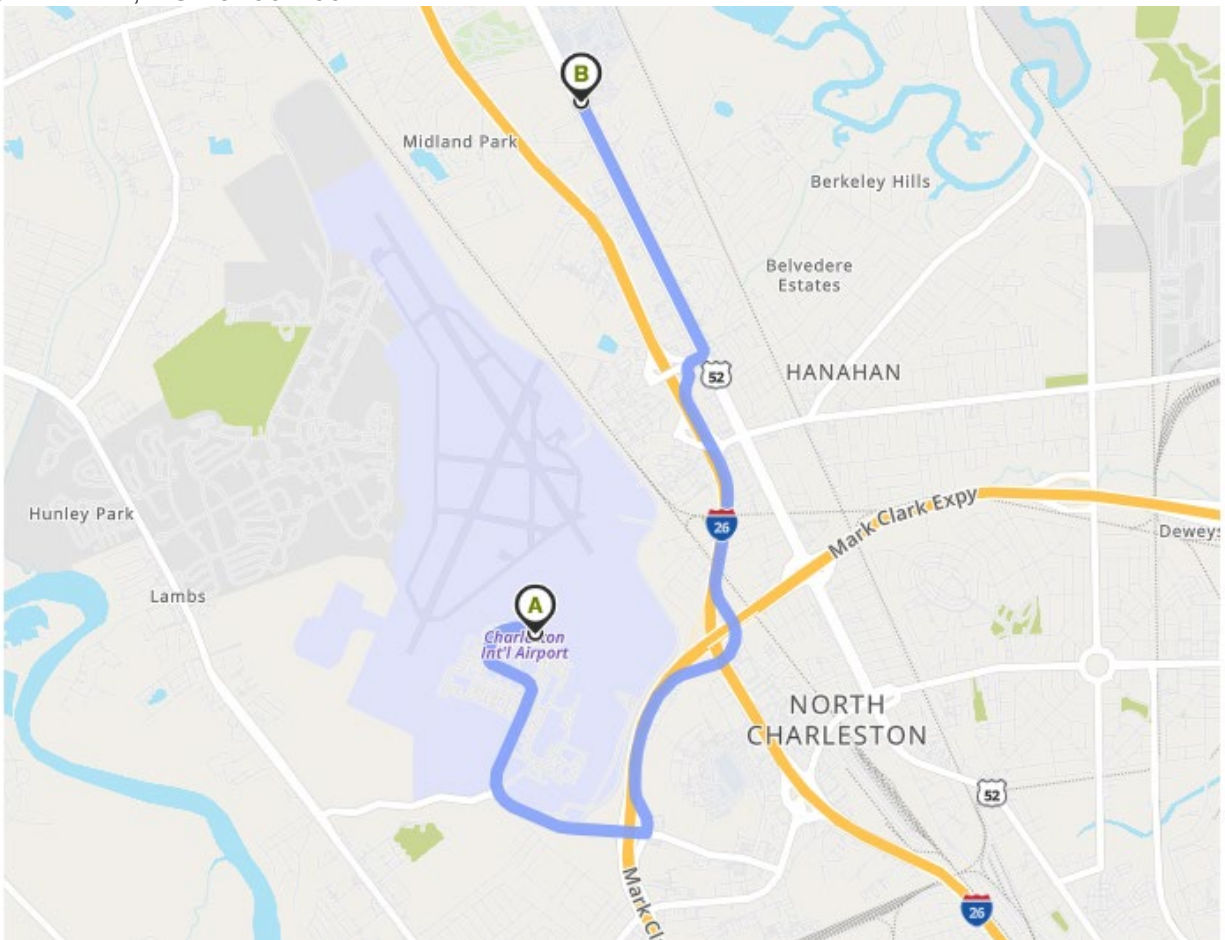 B
Midland Park
Berkeley Hills
Belvedere
Estates
52
HANAHAN
Hunley Park
26
Mark Clark Expy
Deweys
Lambs
A
Int'l Airport
NORTH
CHARLESTON
52
Mark Cl
26